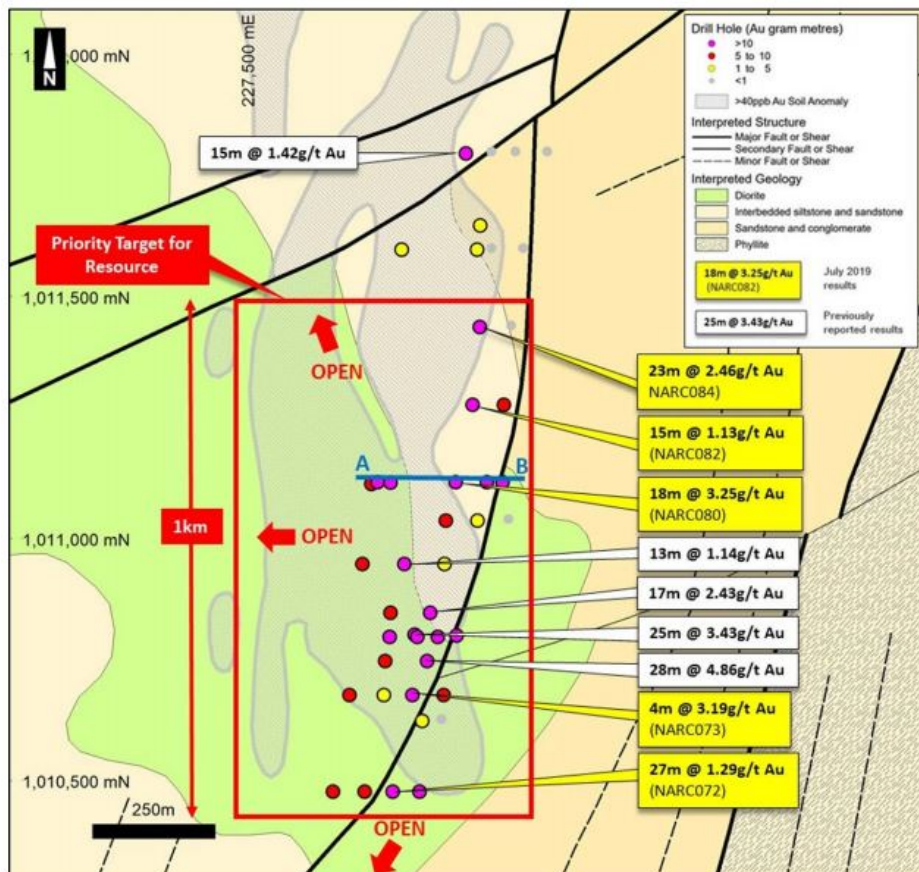 ,000 mN
227,500 mE
N
15m @ 1.42g/t Au
Priority Target for
Resource
1,011,500 mN
OPEN
A
B
1km
OPEN
1,011,000 mN
1,010,500 mN
250m
OPEN
Drill Hole (Au gram metres)
>10
5 to 10
1 to 5
<1
>40ppb Au Soil Anomaly
Interpreted Structure
Major Fault or Shear
Secondary Fault or Shear
Minor Fault or Shear
Interpreted Geology
Diorite
Interbedded siltstone and sandstone
Sandstone and conglomerate
Phyllite
18m @ 3.25g/t Au
(NARC082)
July 2019
results
25m @ 3.43g/t Au
Previously
reported results
23m @ 2.46g/t Au
NARC084)
15m @ 1.13g/t Au
(NARC082)
18m @ 3.25g/t Au
(NARC080)
13m @ 1.14g/t Au
17m @ 2.43g/t Au
25m @ 3.43g/t Au
28m @ 4.86g/t Au
4m @ 3.19g/t Au
(NARC073)
27m @ 1.29g/t Au
(NARC072)